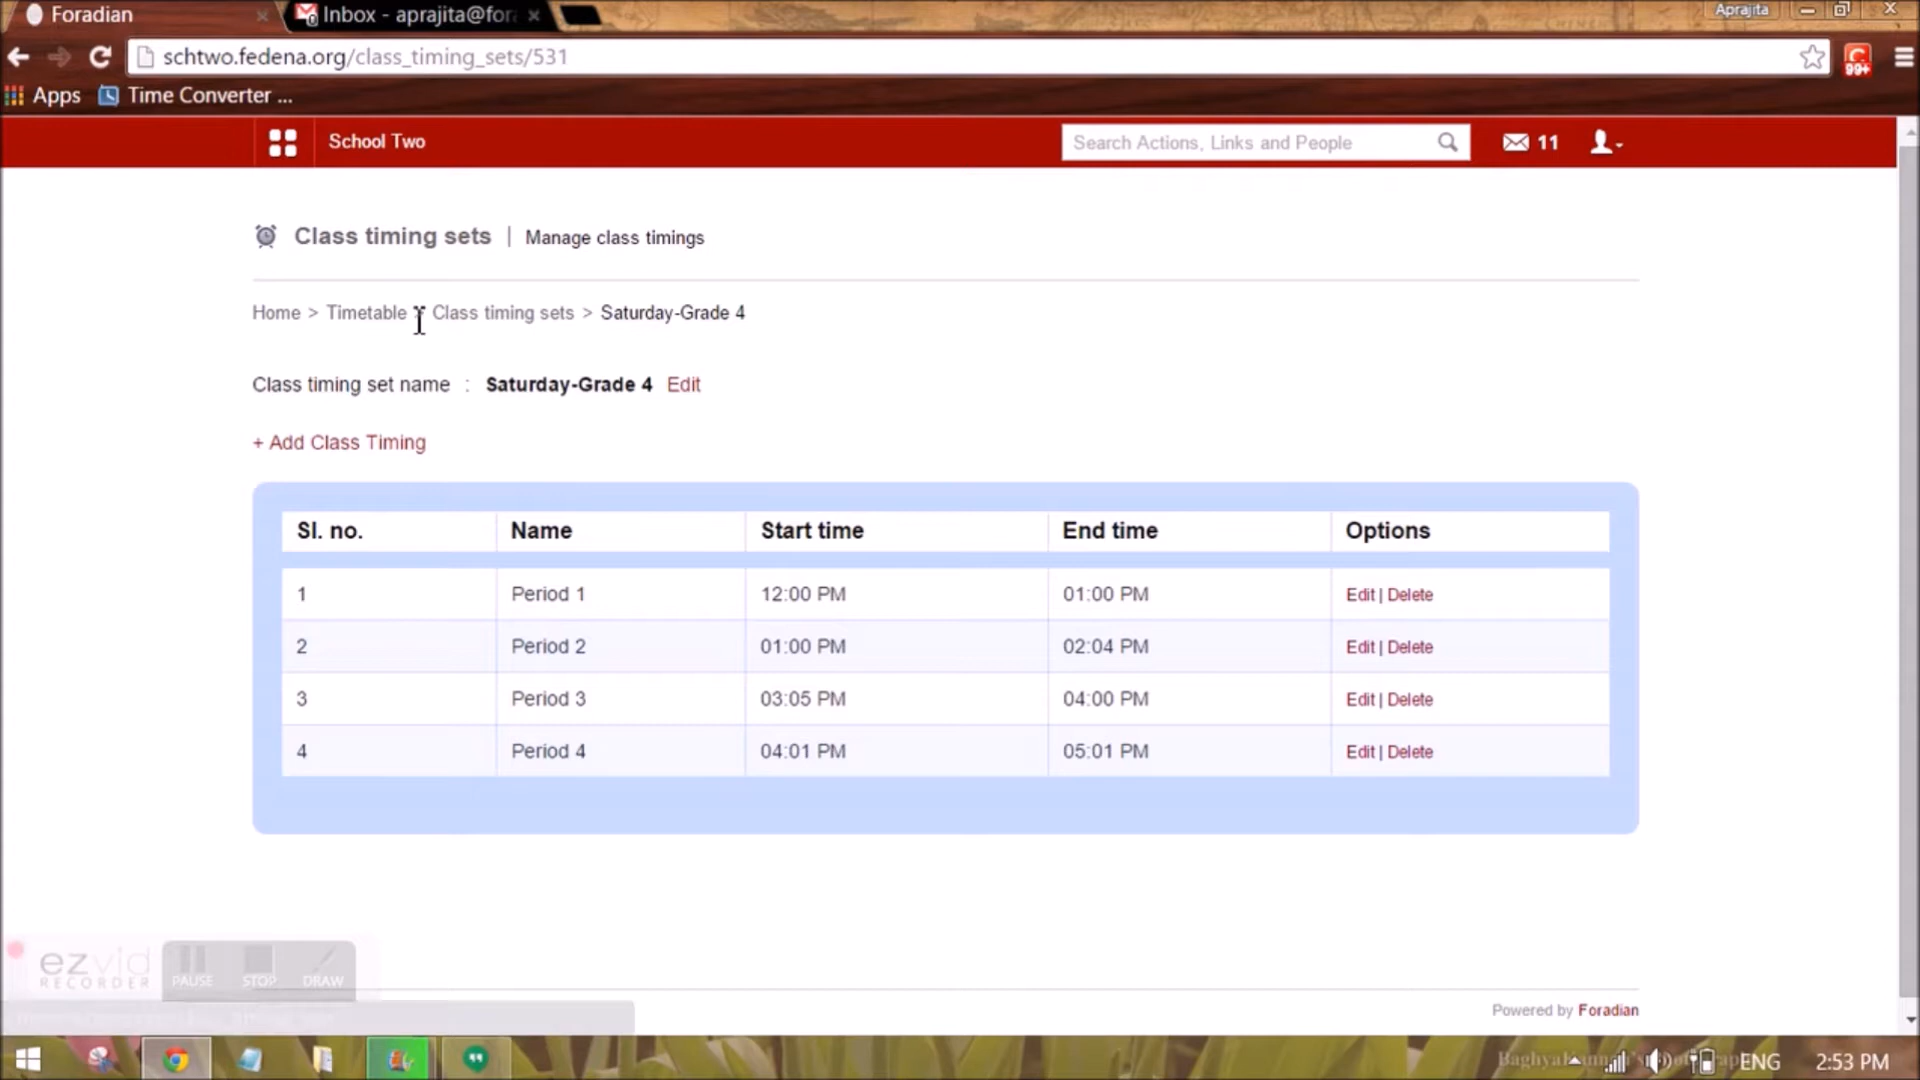 Foradian
Inbox - aprajita@for
Aprajita
schtwo.fedena.org/class_timing_sets/531
99+
Apps
Time Converter ...
School Two
Search Actions, Links and People
11
Class timing sets | Manage class timings
Home > Timetable Class timing sets > Saturday-Grade 4
Class timing set name : Saturday-Grade 4 Edit
+ Add Class Timing
Sl. no. Name Start time End time Options
1 Period 1 12:00 PM 01:00 PM Edit | Delete
2 Period 2 01:00 PM 02:04 PM Edit | Delete
3 Period 3 03:05 PM 04:00 PM Edit | Delete
4 Period 4 04:01 PM 05:01 PM Edit | Delete
ezvid
RECORDER
PAUSE STOP DRAW
Powered by Foradian
ENG 2:53 PM